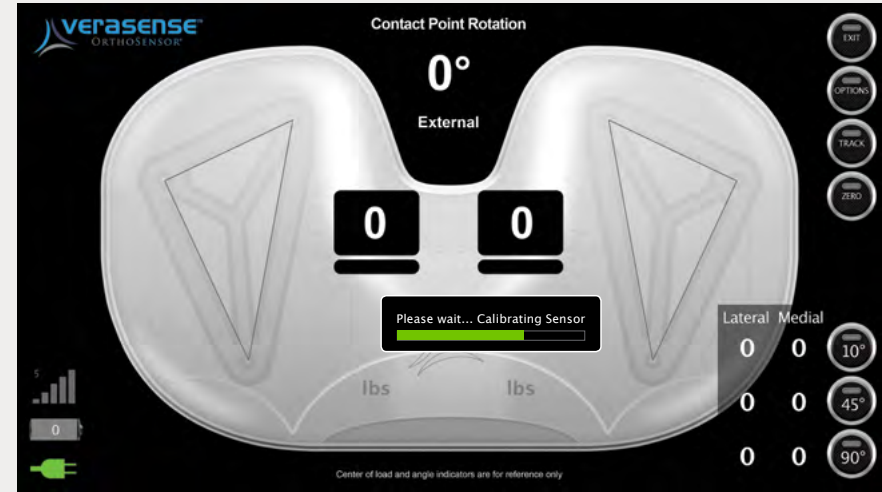 verasense™
OrthoSensor®
Contact Point Rotation
0°
External
EXIT
OPTIONS
TRACK
ZERO
0 0
Please wait... Calibrating Sensor
Lateral Medial
0 0 10°
lbs lbs
0 0 45°
0 0 90°
S
0
Center of load and angle indicators are for reference only